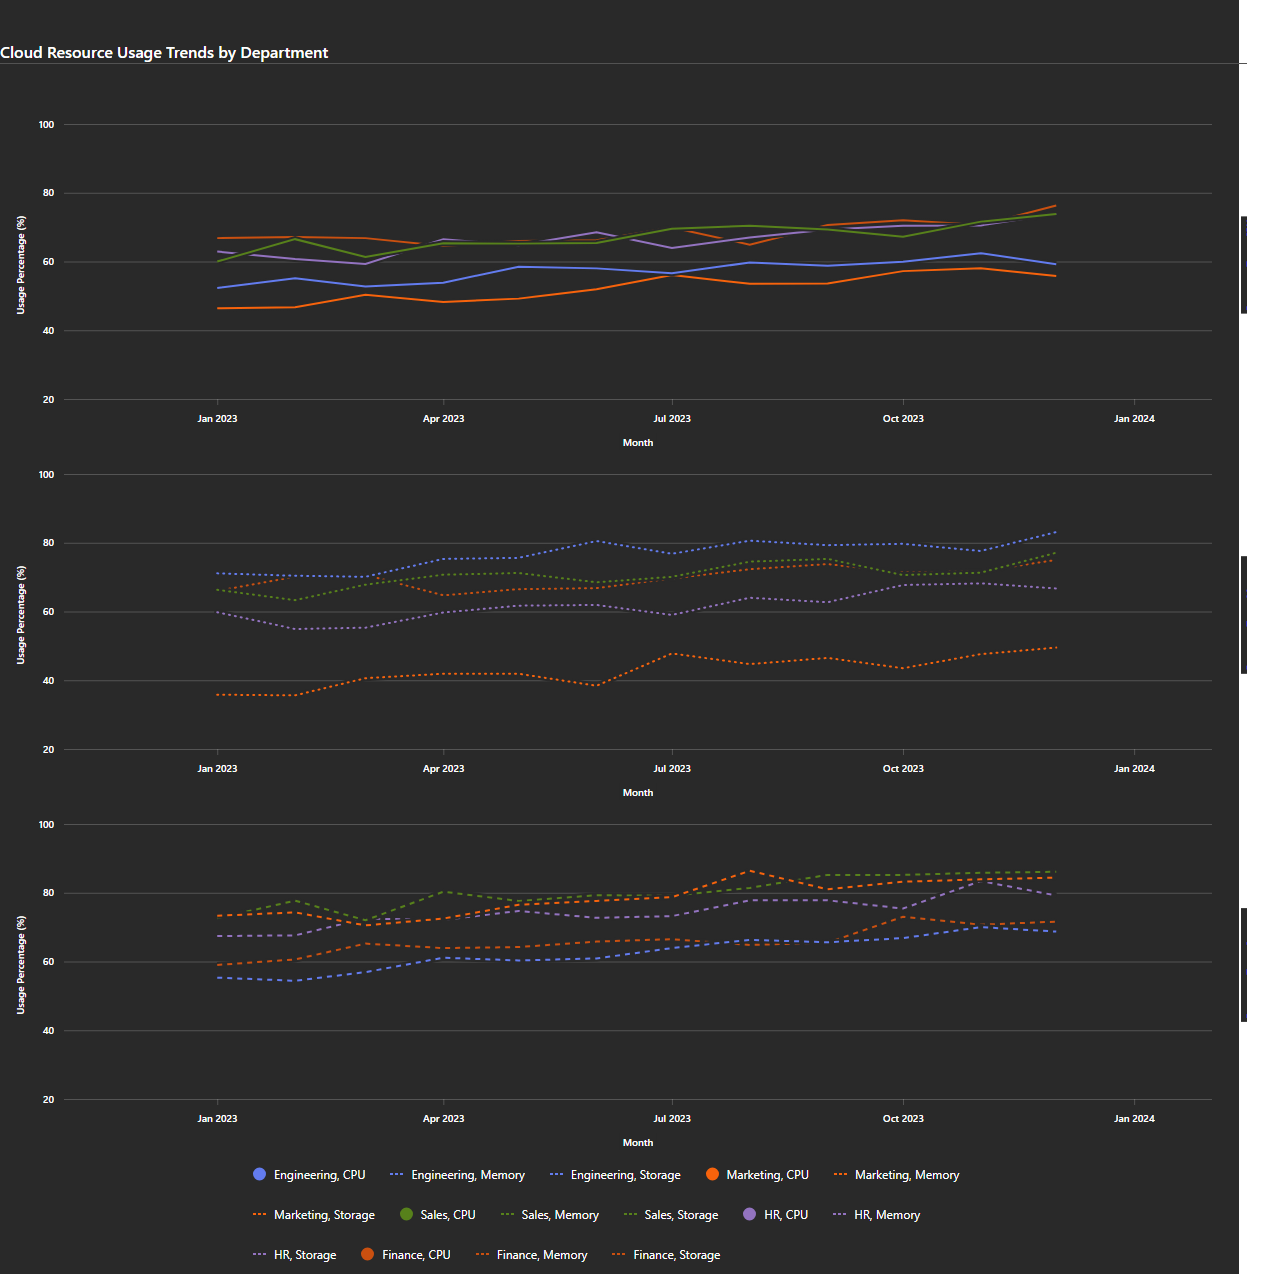 Cloud Resource Usage Trends by Department
100
80
60
40
20
Usage Percentage (%)
Jan 2023 Apr 2023 Jul 2023 Oct 2023 Jan 2024
Month
100
80
60
40
20
Usage Percentage (%)
Jan 2023 Apr 2023 Jul 2023 Oct 2023 Jan 2024
Month
100
80
60
40
20
Usage Percentage (%)
Jan 2023 Apr 2023 Jul 2023 Oct 2023 Jan 2024
Month
Engineering, CPU Engineering, Memory Engineering, Storage Marketing, CPU Marketing, Memory
Marketing, Storage Sales, CPU Sales, Memory Sales, Storage HR, CPU HR, Memory
HR, Storage Finance, CPU Finance, Memory Finance, Storage